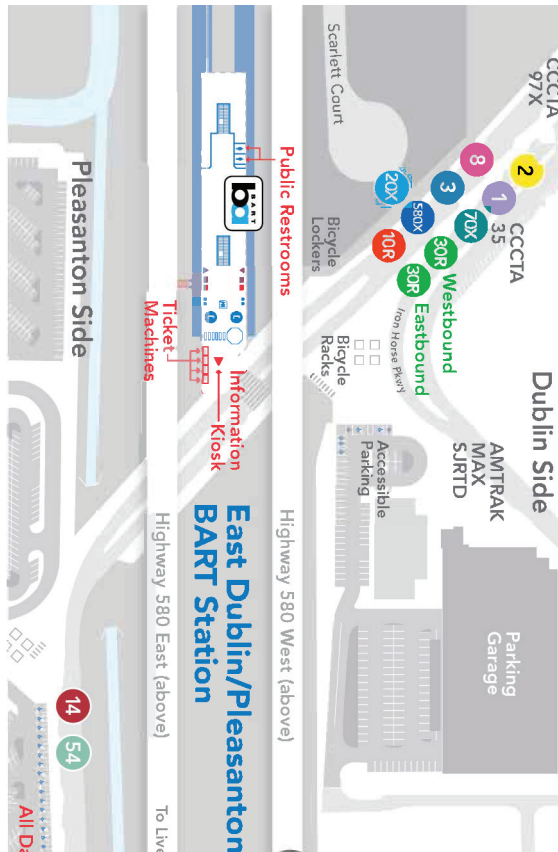 CCCTA
97X
2
8
1
3
20X
580X
70X
CCCTA
35
10R
30R Westbound
30R Eastbound
Scarlett Court
Bicycle
Lockers
Iron Horse Pkwy
Bicycle
Racks
Dublin Side
AMTRAK
MAX
SJRTD
Accessible
Parking
Parking
Garage
Public Restrooms
BART
ba
Ticket
Machines
Information
Kiosk
Highway 580 West (above)
East Dublin/Pleasanton
BART Station
Highway 580 East (above)
Pleasanton Side
14
54
To Live
All Da